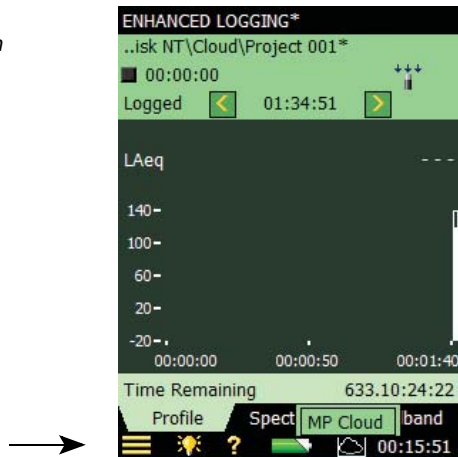 ENHANCED LOGGING*
..isk NT\Cloud\Project 001*
00:00:00
Logged < 01:34:51 >
LAeq ---
140
100
60
20
-20
00:00:00 00:00:50 00:01:40
Time Remaining 633.10:24:22
Profile Spect MP Cloud band
? 00:15:51